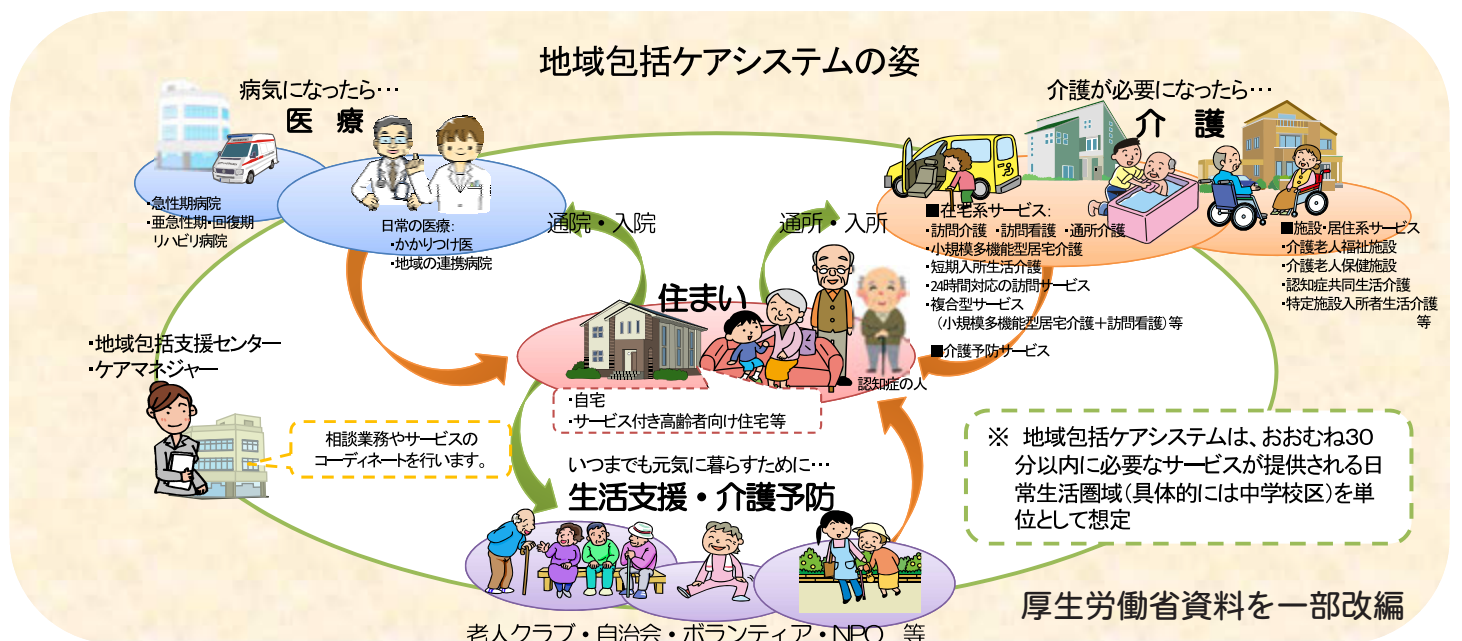 地域包括ケアシステムの姿
病気になったら…
医 療
・急性期病院
・亜急性期・回復期
リハビリ病院
日常の医療:
・かかりつけ医
・地域の連携病院
通院・入院
通所・入所
介護が必要になったら…
介 護
■在宅系サービス:
・訪問介護 ・訪問看護 ・通所介護
・小規模多機能型居宅介護
・短期入所生活介護
・24時間対応の訪問サービス
・複合型サービス
(小規模多機能型居宅介護+訪問看護)等
■介護予防サービス
■施設・居住系サービス
・介護老人福祉施設
・介護老人保健施設
・認知症共同生活介護
・特定施設入所者生活介護
等
住まい
認知症の人
・自宅
・サービス付き高齢者向け住宅等
・地域包括支援センター
・ケアマネジャー
相談業務やサービスの
コーディネートを行います。
いつまでも元気に暮らすために…
生活支援・介護予防
老人クラブ・自治会・ボランティア・NPO 等
※ 地域包括ケアシステムは、おおむね30
分以内に必要なサービスが提供される日
常生活圏域(具体的には中学校区)を単
位として想定
厚生労働省資料を一部改編